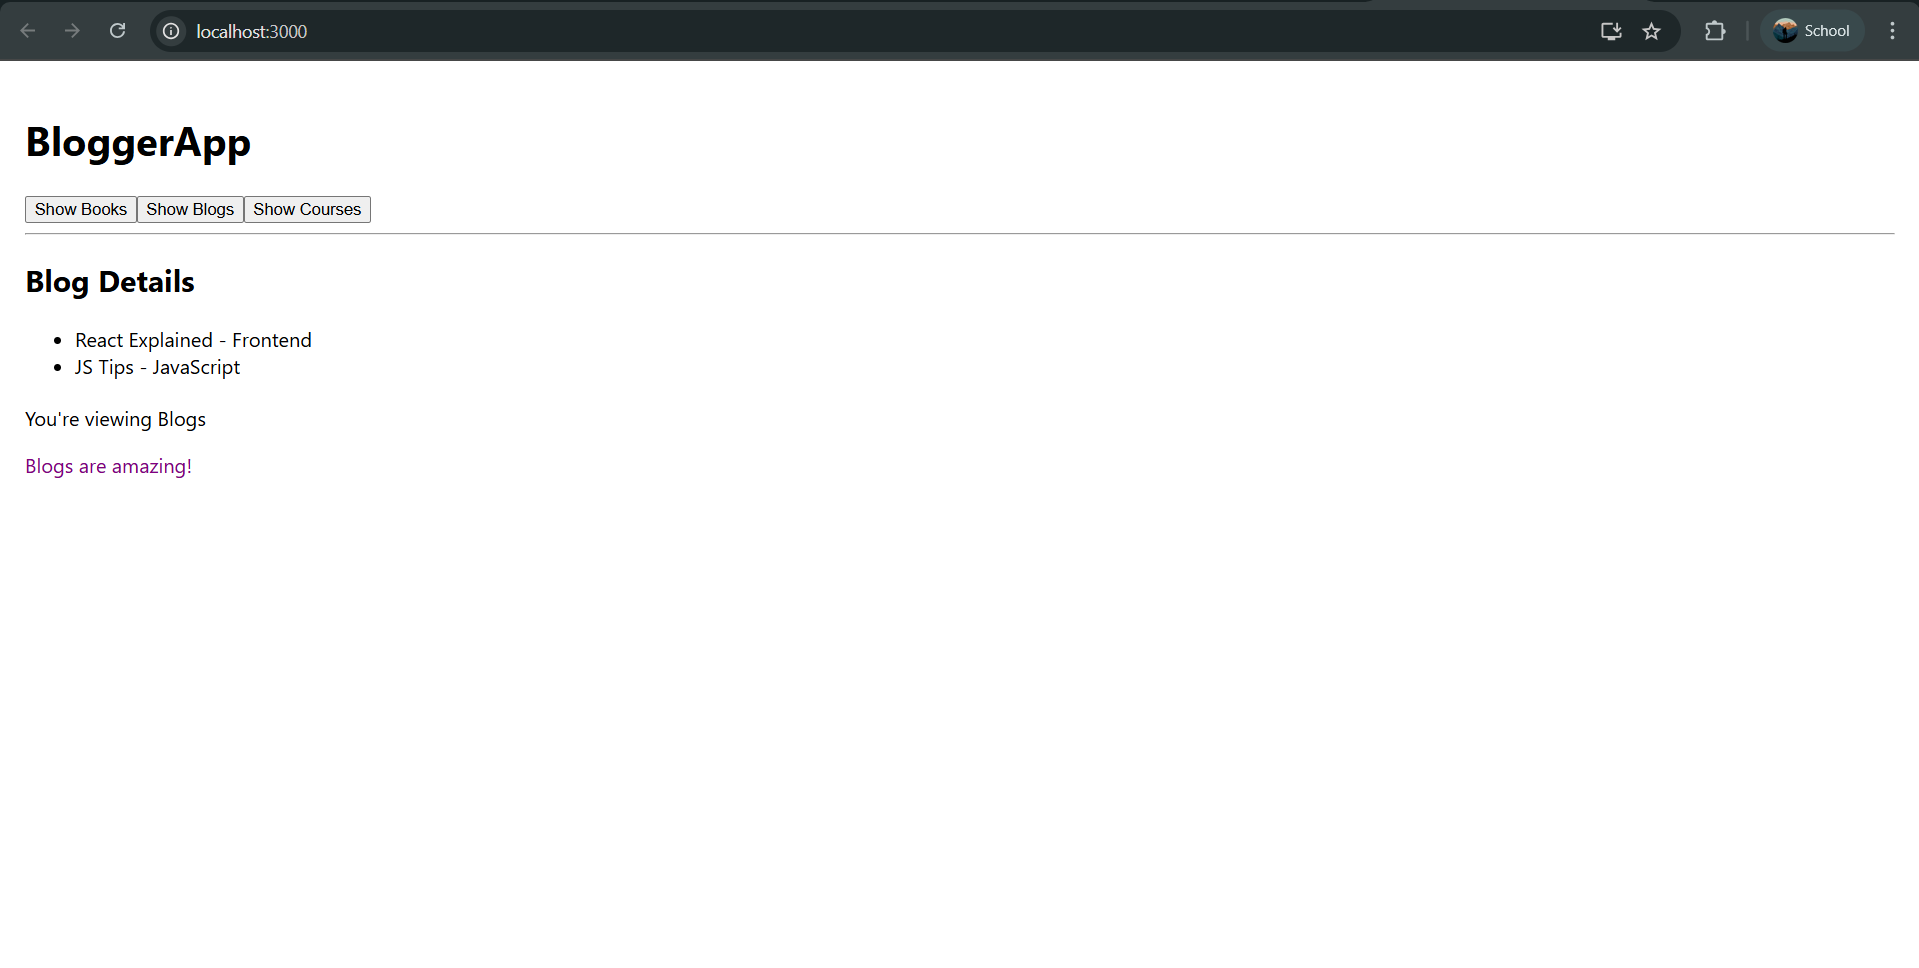 localhost:3000
School
BloggerApp
Show Books Show Blogs Show Courses
Blog Details
• React Explained - Frontend
• JS Tips - JavaScript
You're viewing Blogs
Blogs are amazing!